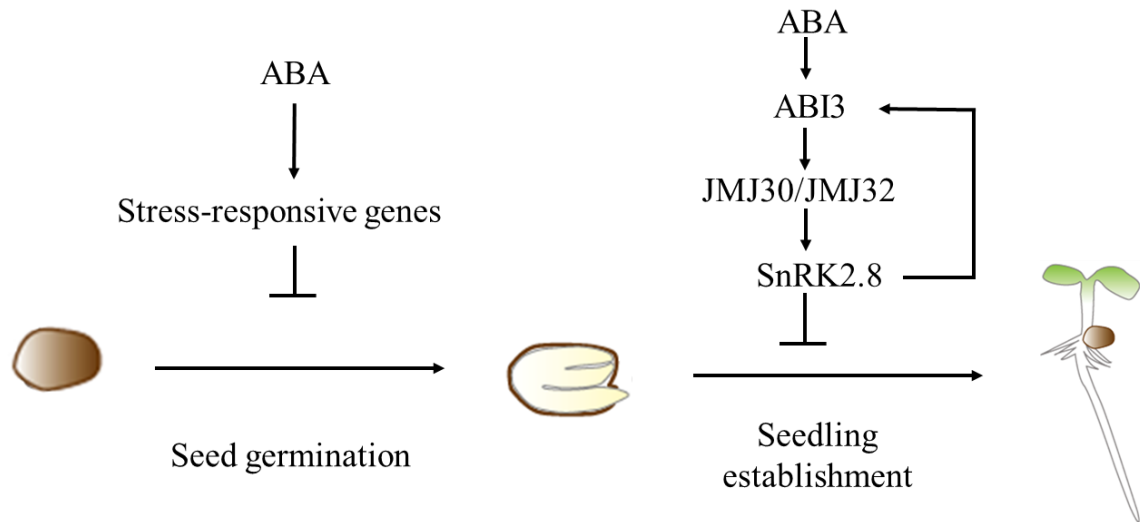 ABA
Stress-responsive genes
Seed germination
ABA
ABI3
JMJ30/JMJ32
SnRK2.8
Seedling
establishment